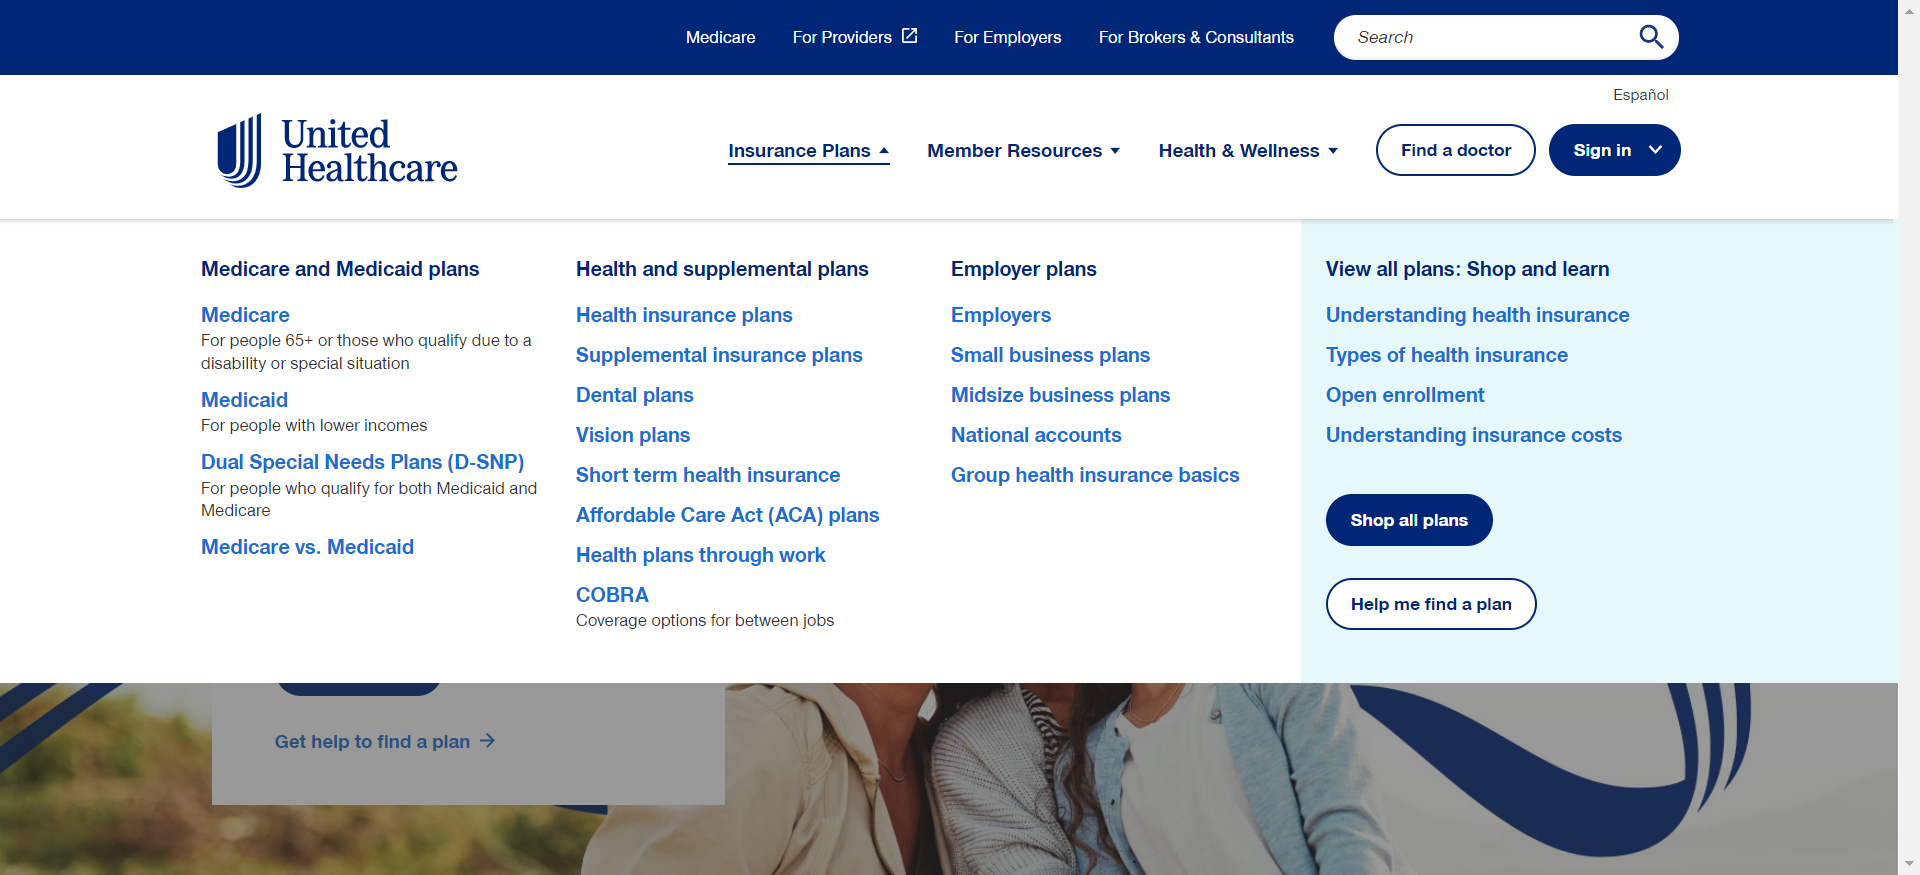 Medicare
For Providers
For Employers
For Brokers & Consultants
Search
Español
United
Healthcare
Insurance Plans
Member Resources
Health & Wellness
Find a doctor
Sign in
Medicare and Medicaid plans
Medicare
For people 65+ or those who qualify due to a
disability or special situation
Medicaid
For people with lower incomes
Dual Special Needs Plans (D-SNP)
For people who qualify for both Medicaid and
Medicare
Medicare vs. Medicaid
Health and supplemental plans
Health insurance plans
Supplemental insurance plans
Dental plans
Vision plans
Short term health insurance
Affordable Care Act (ACA) plans
Health plans through work
COBRA
Coverage options for between jobs
Employer plans
Employers
Small business plans
Midsize business plans
National accounts
Group health insurance basics
View all plans: Shop and learn
Understanding health insurance
Types of health insurance
Open enrollment
Understanding insurance costs
Shop all plans
Help me find a plan
Get help to find a plan